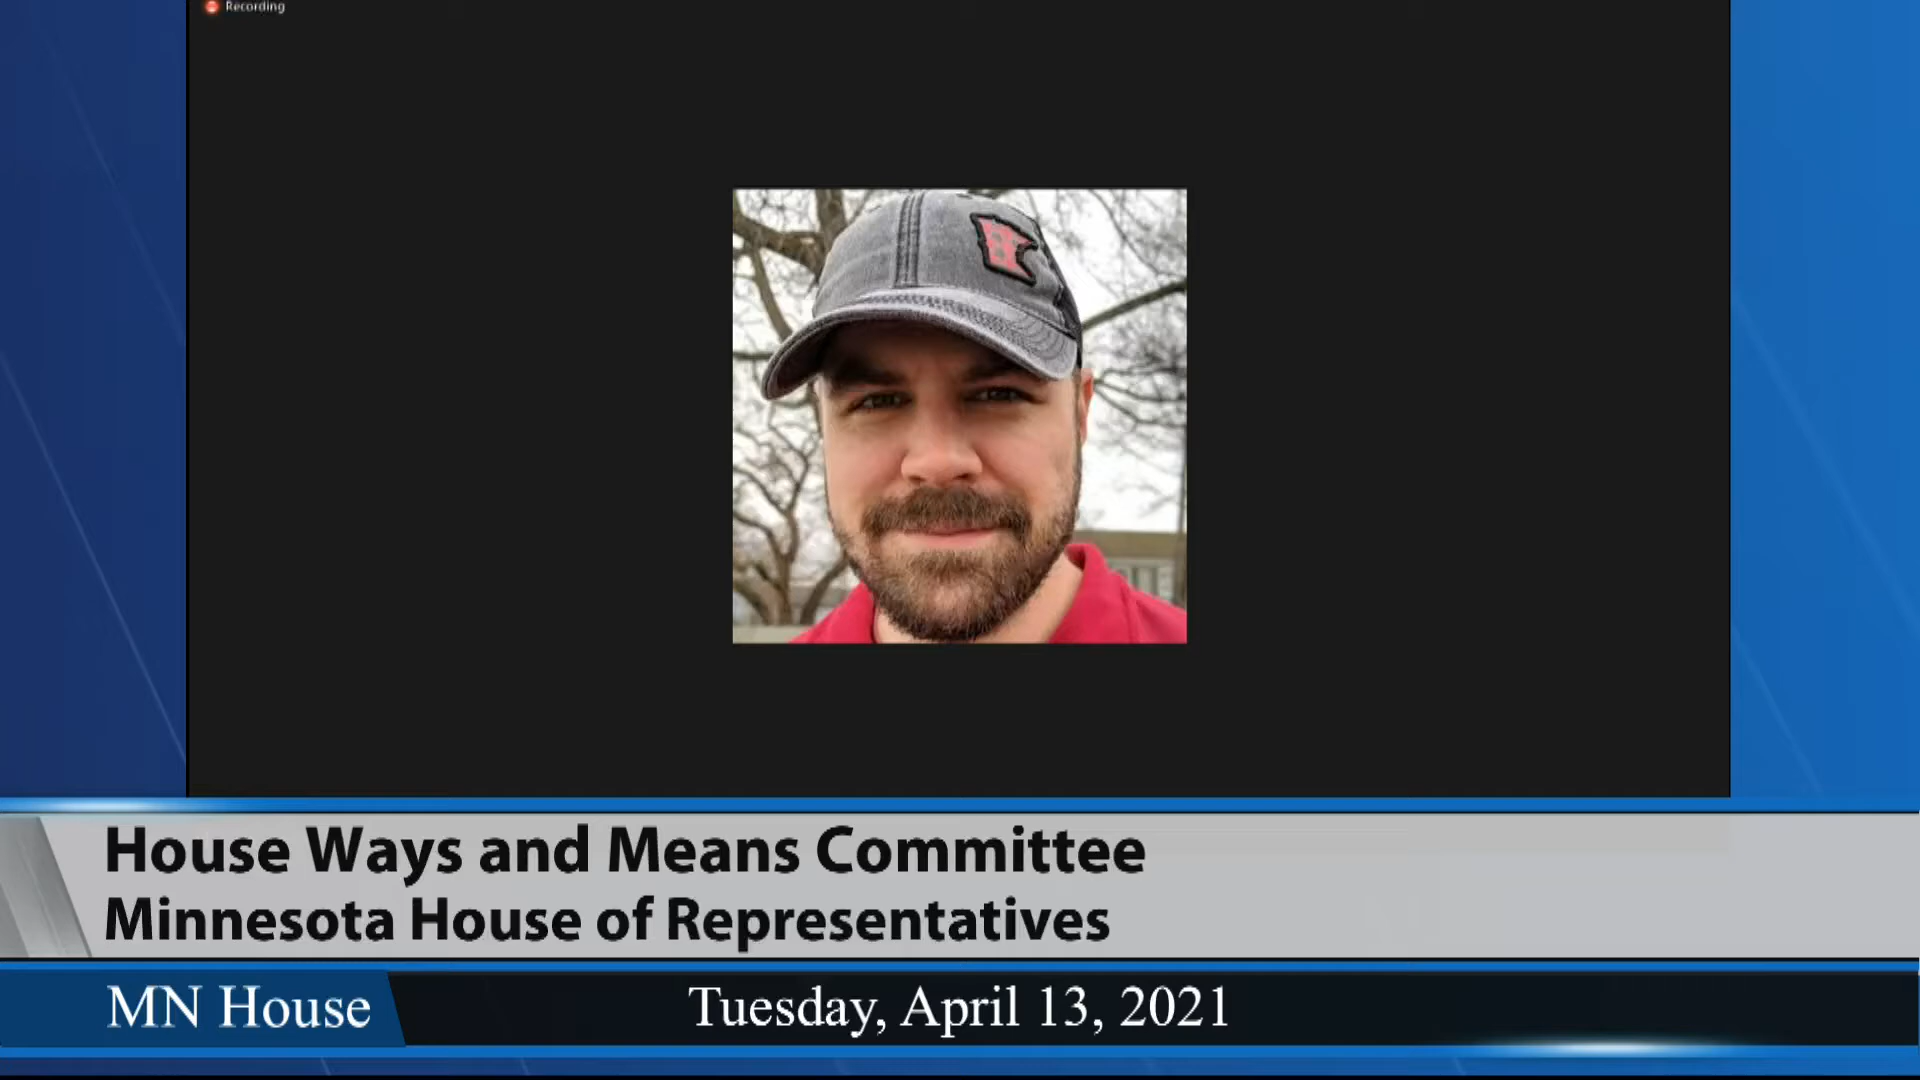 Recording
House Ways and Means Committee
Minnesota House of Representatives
MN House
Tuesday, April 13, 2021